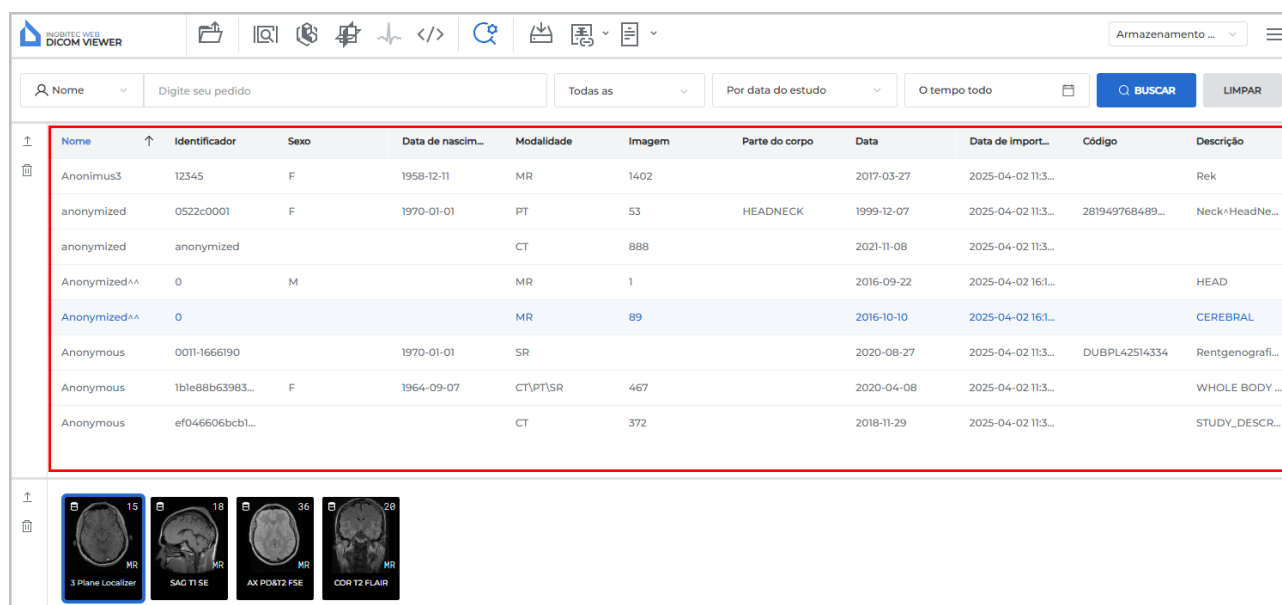 INOBITEC WEB
DICOM VIEWER
</>
Armazenamento ...
Nome
Digite seu pedido
Todas as
Por data do estudo
O tempo todo
BUSCAR
LIMPAR
Nome Identificador Sexo Data de nascim... Modalidade Imagem Parte do corpo Data Data de import... Código Descrição
Anonimus3 12345 F 1958-12-11 MR 1402 2017-03-27 2025-04-02 11:3... Rek
anonymized 0522c0001 F 1970-01-01 PT 53 HEADNECK 1999-12-07 2025-04-02 11:3... 281949768489... Neck^HeadNe...
anonymized anonymized CT 888 2021-11-08 2025-04-02 11:3...
Anonymized^^ 0 M MR 1 2016-09-22 2025-04-02 16:1... HEAD
Anonymized^^ 0 MR 89 2016-10-10 2025-04-02 16:1... CEREBRAL
Anonymous 0011-1666190 1970-01-01 SR 2020-08-27 2025-04-02 11:3... DUBPL42514334 Rentgenografi...
Anonymous 1b1e88b63983... F 1964-09-07 CT\PT\SR 467 2020-04-08 2025-04-02 11:3... WHOLE BODY ...
Anonymous ef046606bcb1... CT 372 2018-11-29 2025-04-02 11:3... STUDY_DESCR...
15 18 36 20
MR MR MR MR
3 Plane Localizer SAG T1 SE AX PD&T2 FSE COR T2 FLAIR